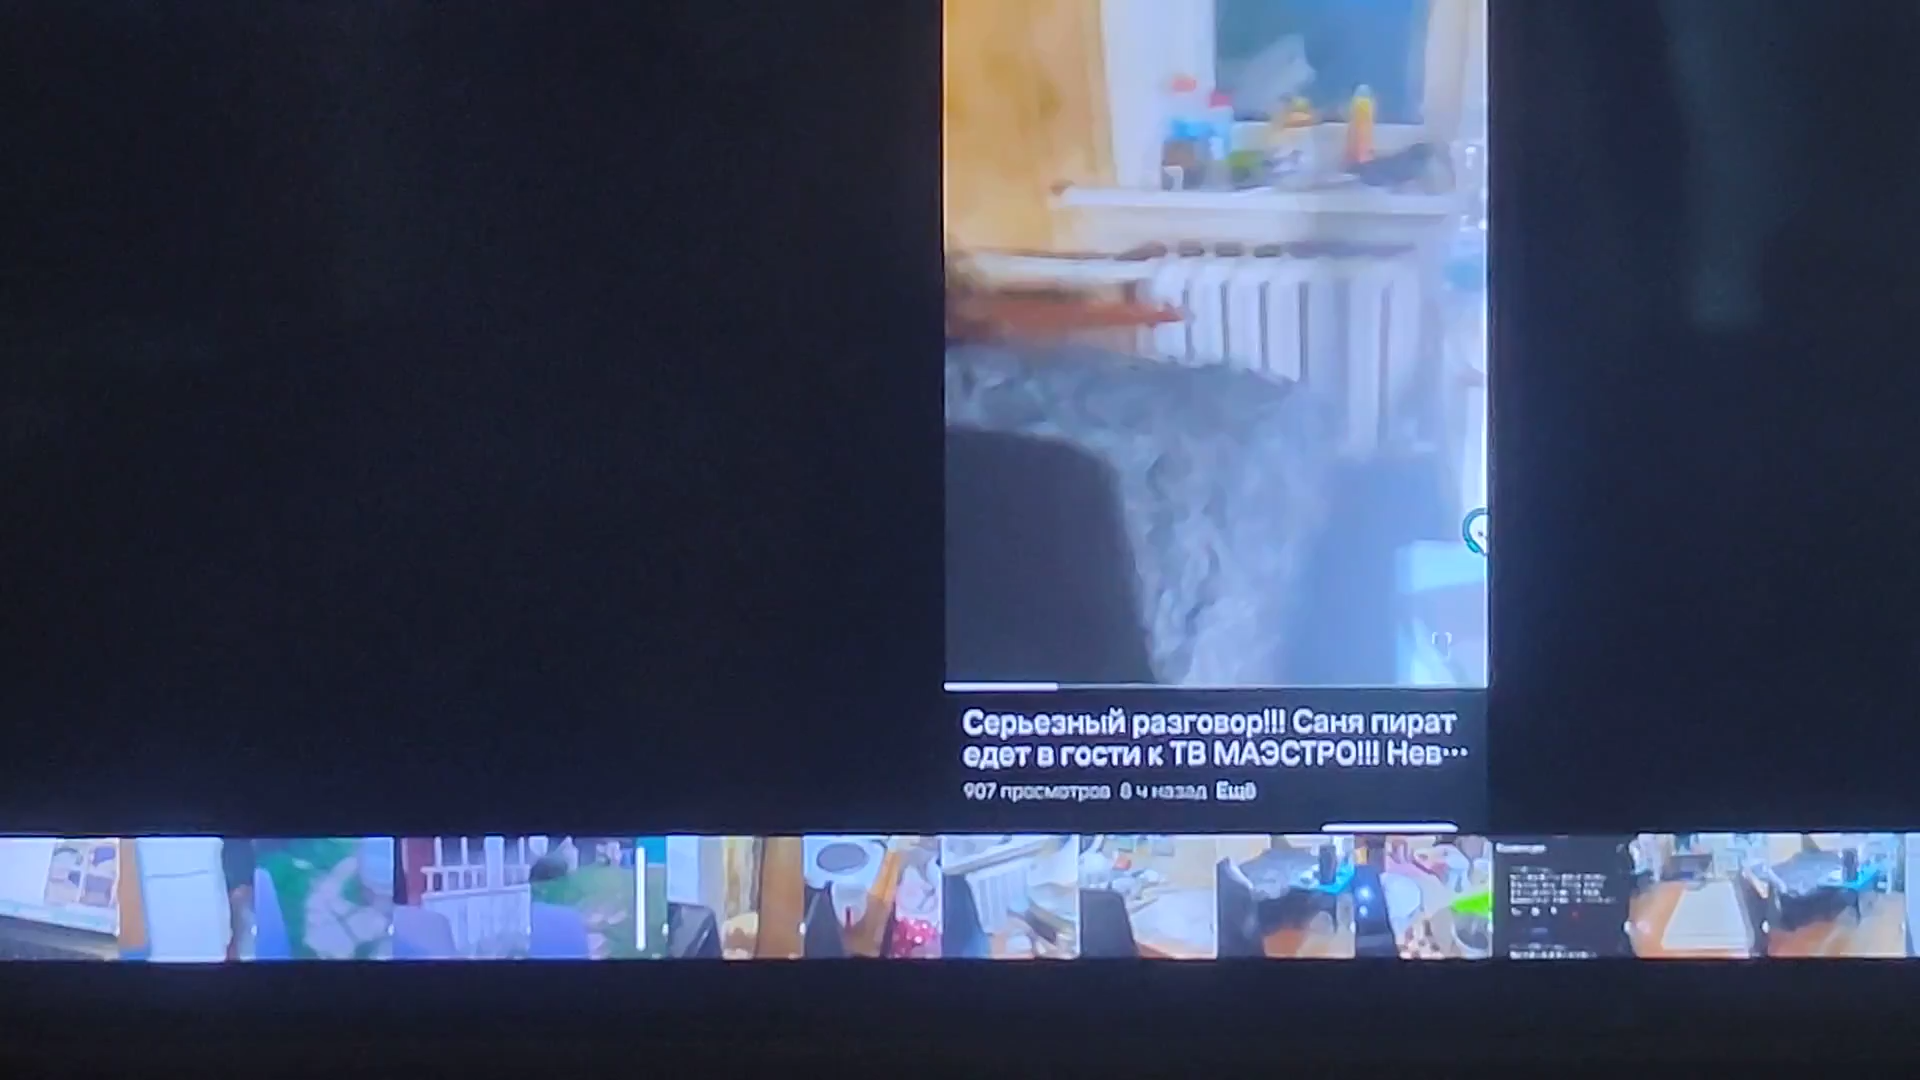 Серьезный разговор!!! Саня пират
едет в гости к ТВ МАЭСТРО!!! Нев...
907 просмотров 8 ч назад Ещё